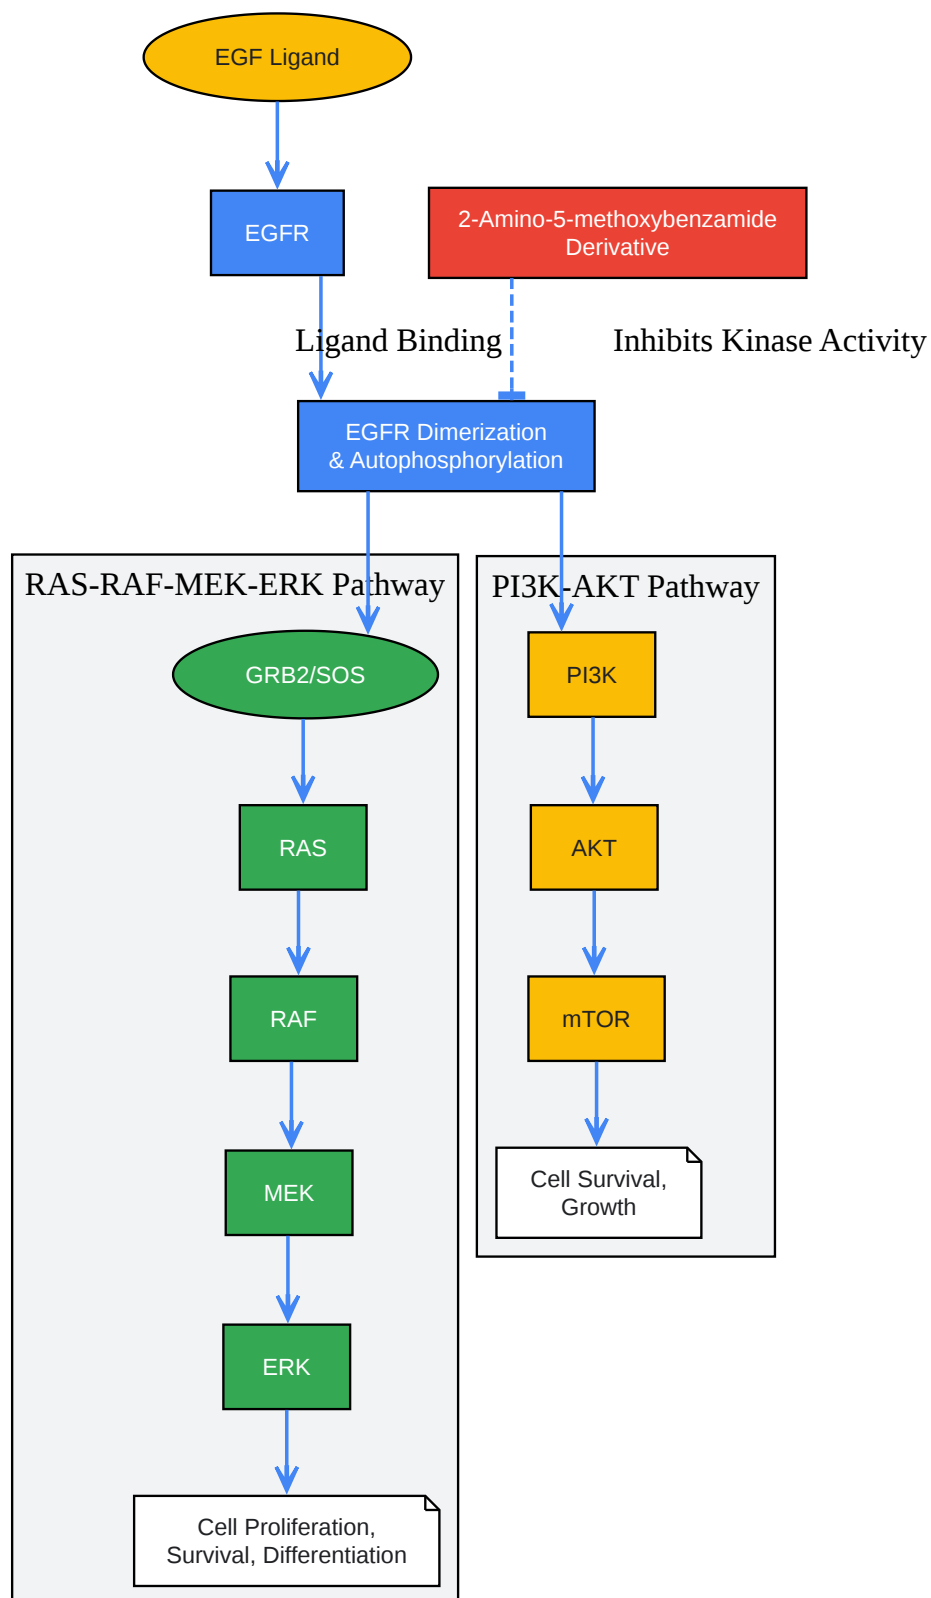 EGF Ligand
EGFR
2-Amino-5-methoxybenzamide
Derivative
Ligand Binding
Inhibits Kinase Activity
EGFR Dimerization
& Autophosphorylation
RAS-RAF-MEK-ERK Pathway
PI3K-AKT Pathway
GRB2/SOS
PI3K
RAS
AKT
RAF
mTOR
MEK
Cell Survival,
Growth
ERK
Cell Proliferation,
Survival, Differentiation